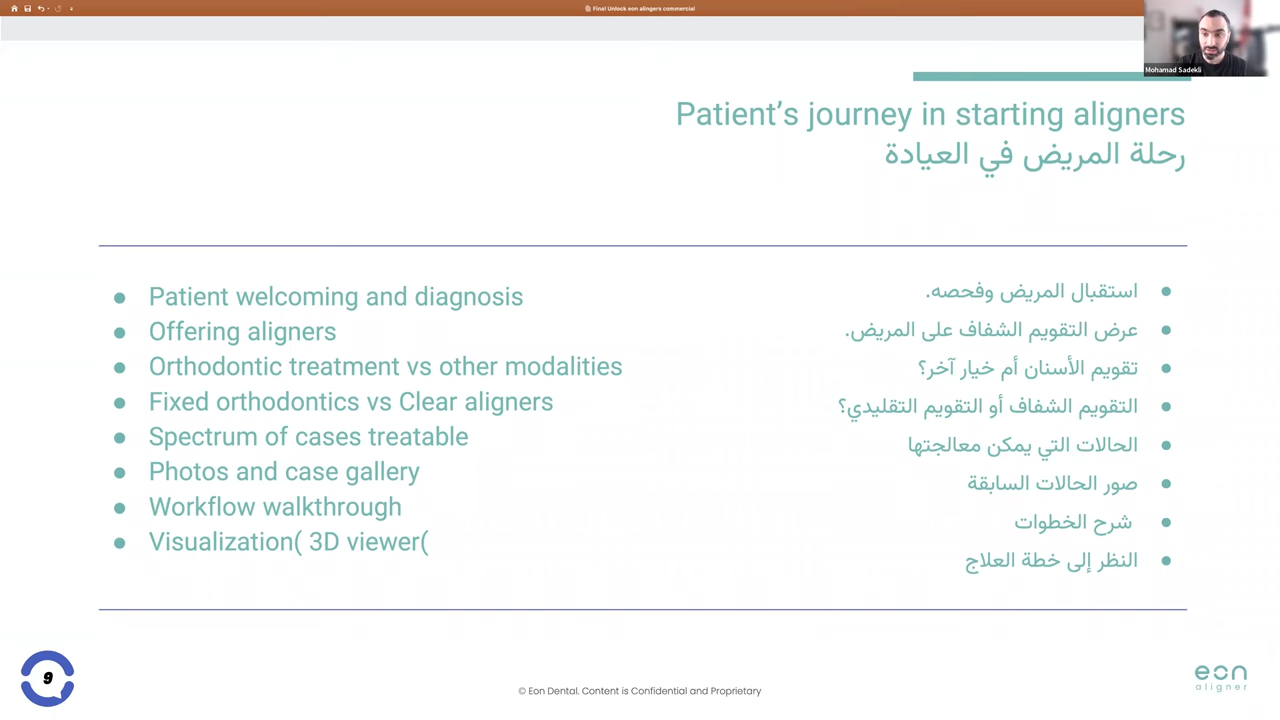 Final Unlock eon alingers commercial
Mohamad Sadekli
Patient’s journey in starting aligners
رحلة المريض في العيادة
● Patient welcoming and diagnosis
● Offering aligners
● Orthodontic treatment vs other modalities
● Fixed orthodontics vs Clear aligners
● Spectrum of cases treatable
● Photos and case gallery
● Workflow walkthrough
● Visualization( 3D viewer(
● استقبال المريض وفحصه.
● عرض التقويم الشفاف على المريض.
● تقويم الأسنان أم خيار آخر؟
● التقويم الشفاف أو التقويم التقليدي؟
● الحالات التي يمكن معالجتها
● صور الحالات السابقة
● شرح الخطوات
● النظر إلى خطة العلاج
9
© Eon Dental. Content is Confidential and Proprietary
eon
aligner